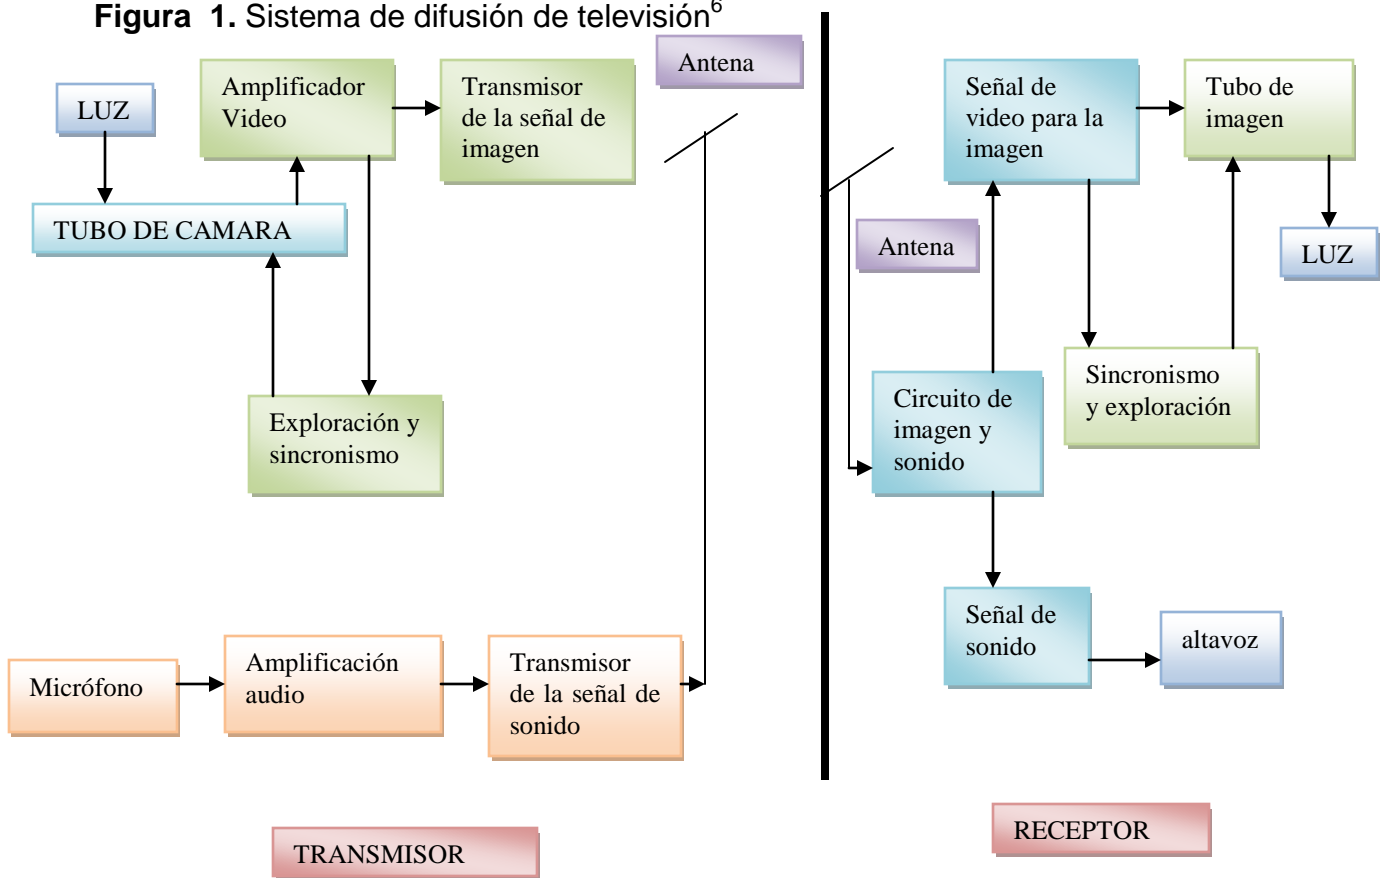 Figura 1. Sistema de difusión de televisión6
LUZ
Amplificador
Video
Transmisor
de la señal de
imagen
Antena
TUBO DE CAMARA
Exploración y
sincronismo
Micrófono
Amplificación
audio
Transmisor
de la señal de
sonido
TRANSMISOR
Señal de
video para la
imagen
Tubo de
imagen
Antena
LUZ
Circuito de
imagen y
sonido
Sincronismo
y exploración
Señal de
sonido
altavoz
RECEPTOR